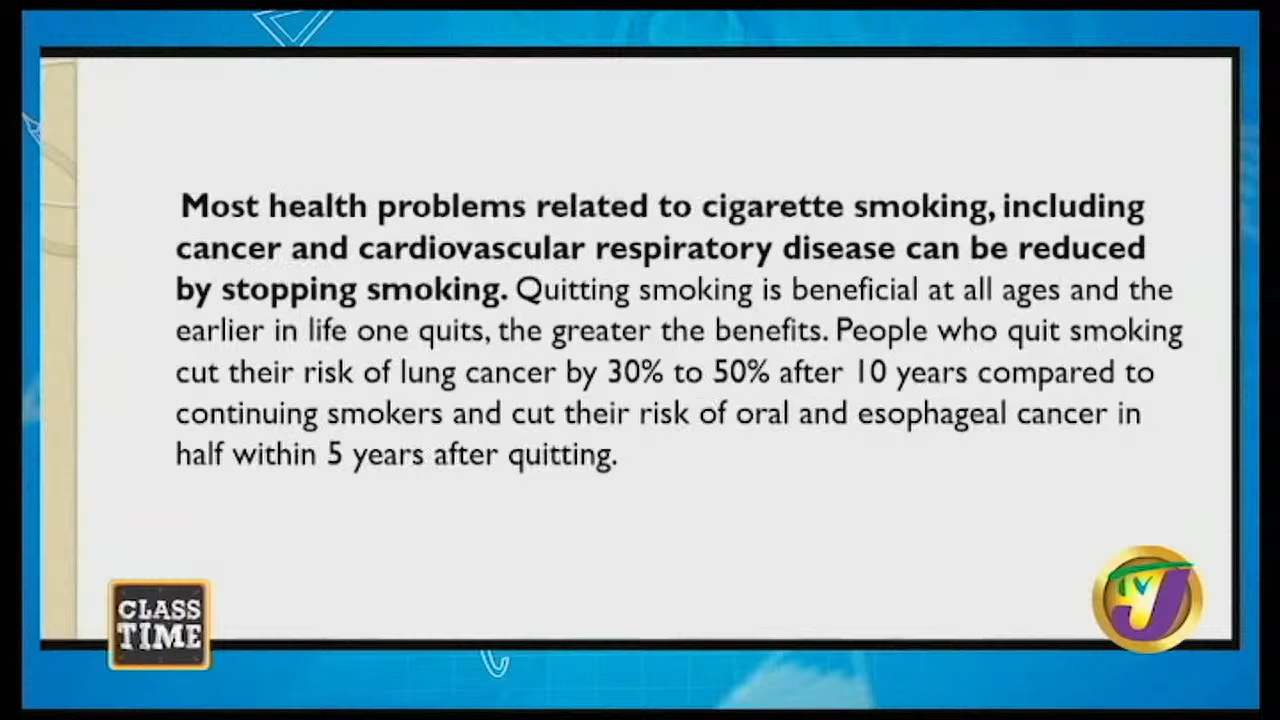 Most health problems related to cigarette smoking, including
cancer and cardiovascular respiratory disease can be reduced
by stopping smoking. Quitting smoking is beneficial at all ages and the
earlier in life one quits, the greater the benefits. People who quit smoking
cut their risk of lung cancer by 30% to 50% after 10 years compared to
continuing smokers and cut their risk of oral and esophageal cancer in
half within 5 years after quitting.
CLASS
TIME
TVJ